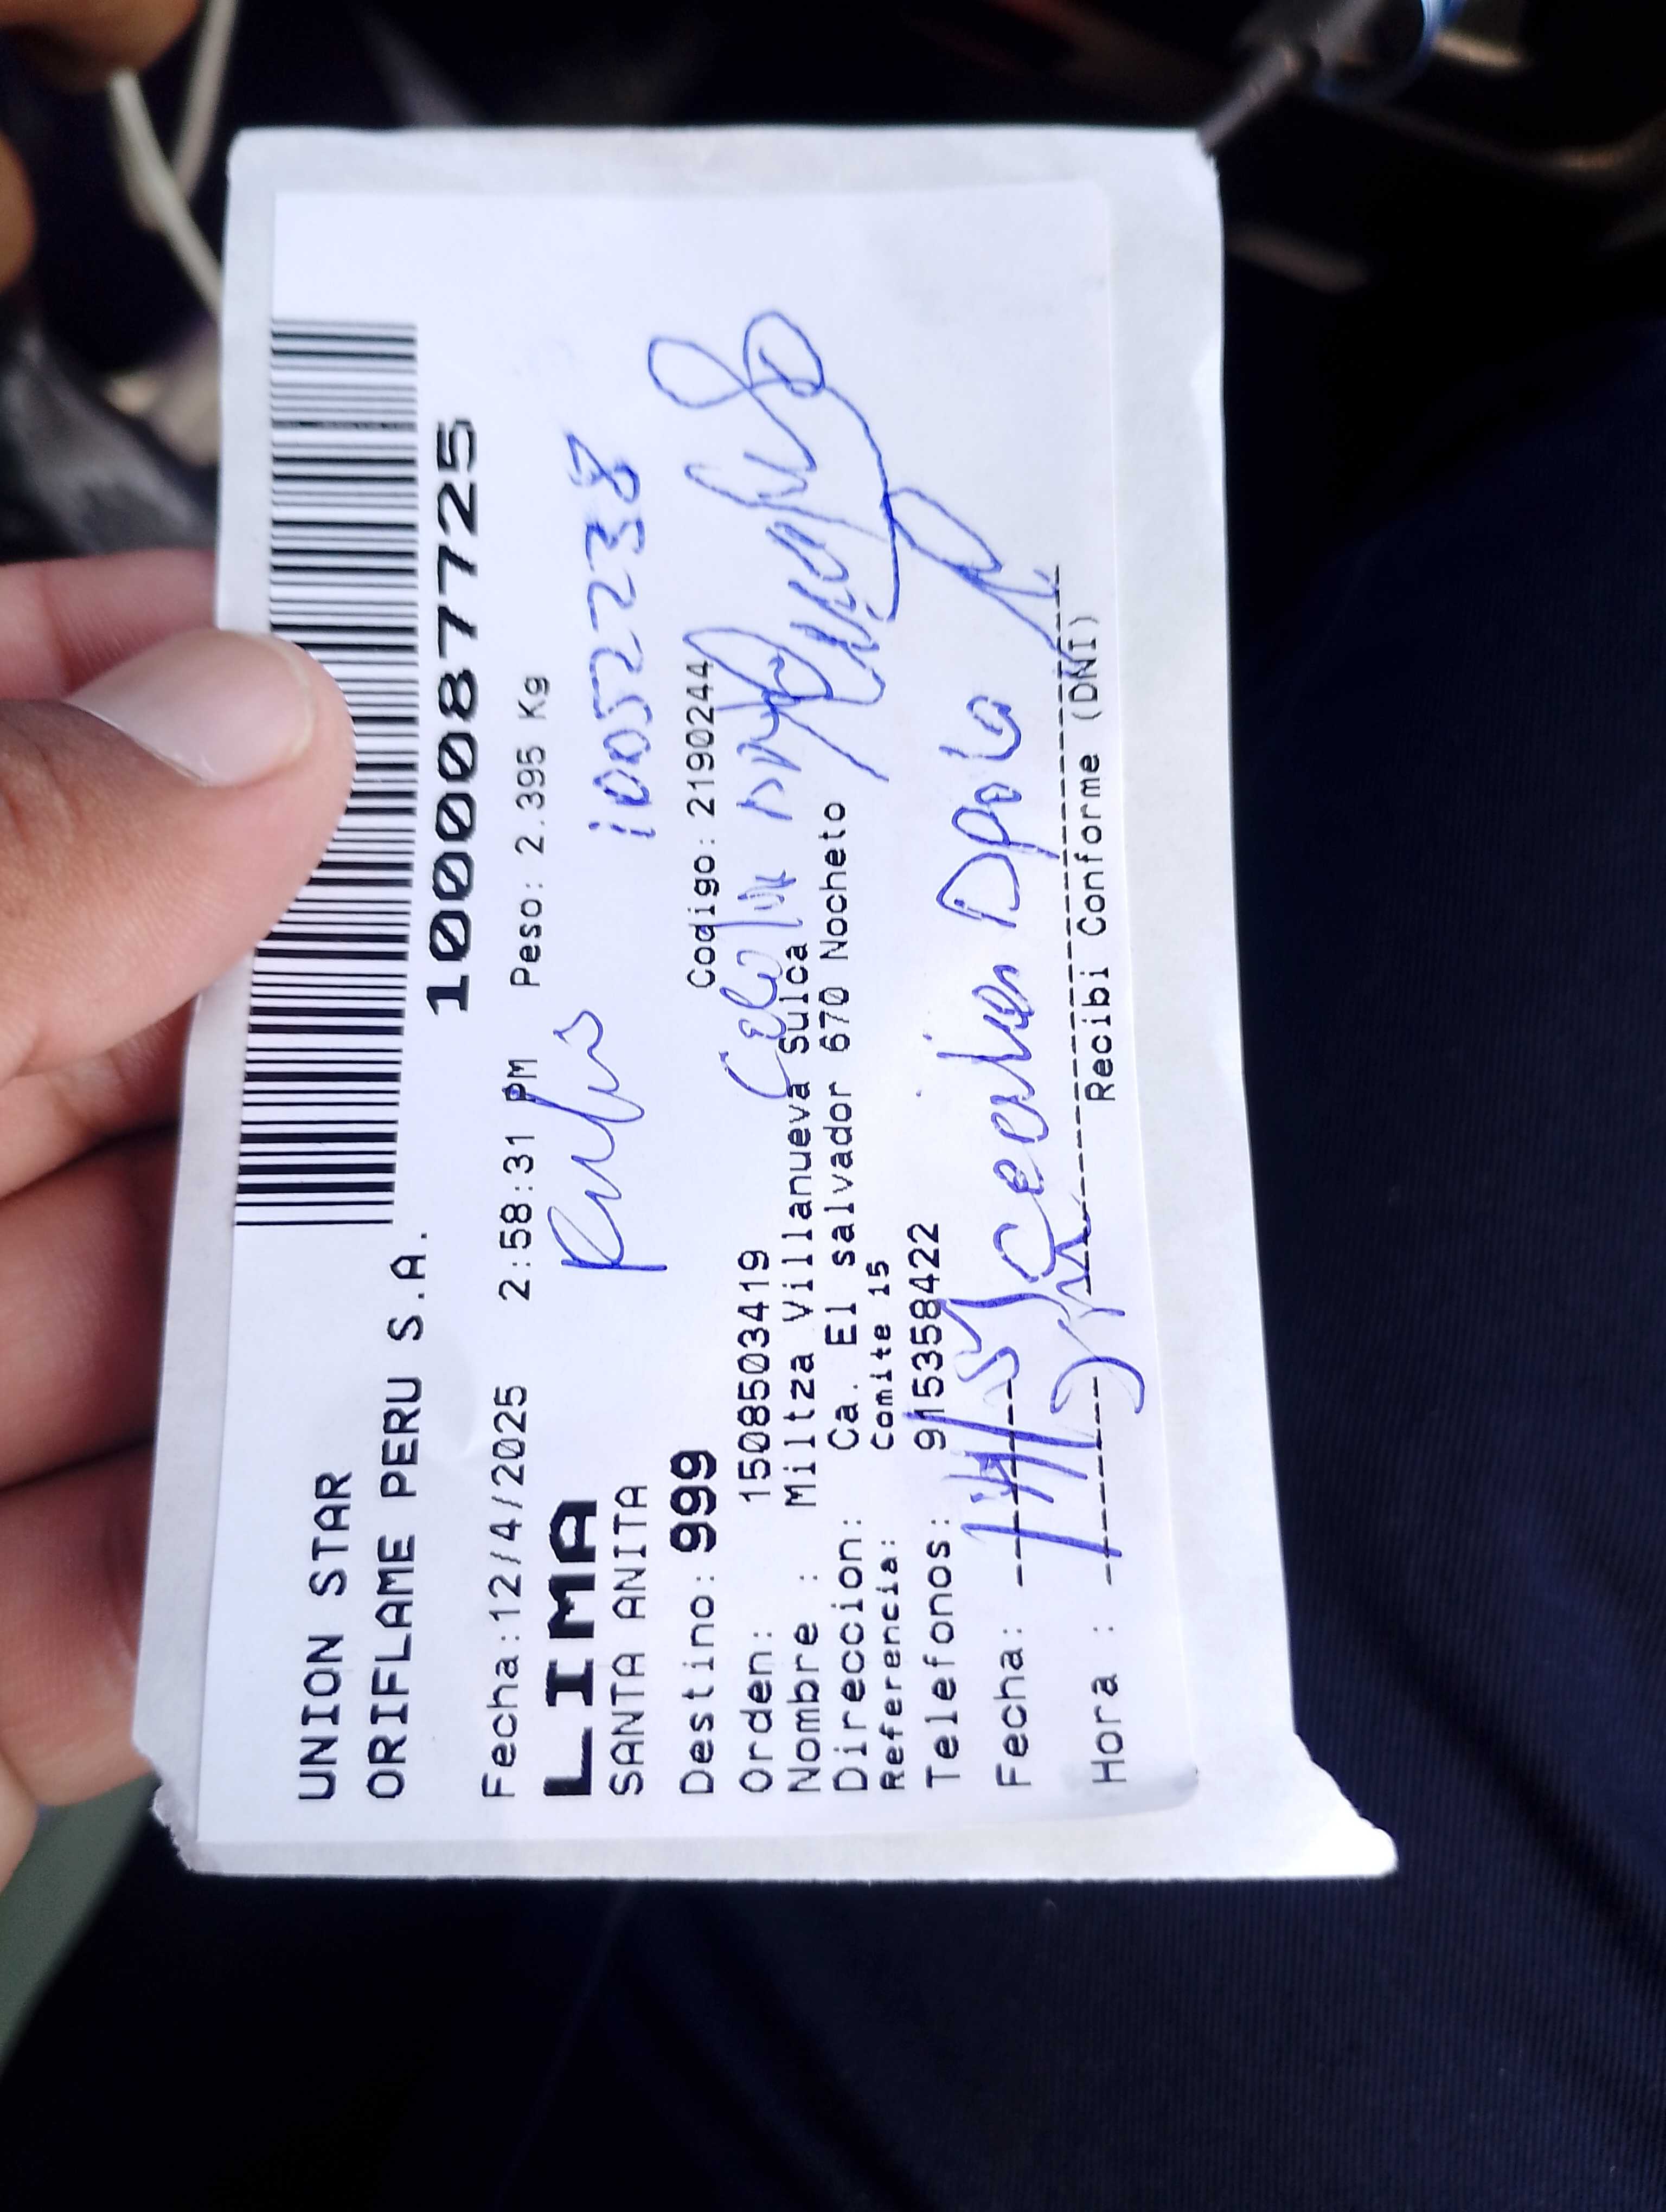 UNION STAR
ORIFLAME PERU S.A.
1000877725
Fecha:12/4/2025 2:58:31 PM Peso: 2.395 Kg
LIMA
SANTA ANITA
10052238
Destino: 999 Codigo: 2190244
Orden: 1508503419
Nombre : Miltza Villanueva Sulca
Direccion: Ca. El salvador 670 Nocheto
Referencia: Comite 15
Telefonos: 915358422
Fecha:
Hora :
Recibi Conforme (DNI)